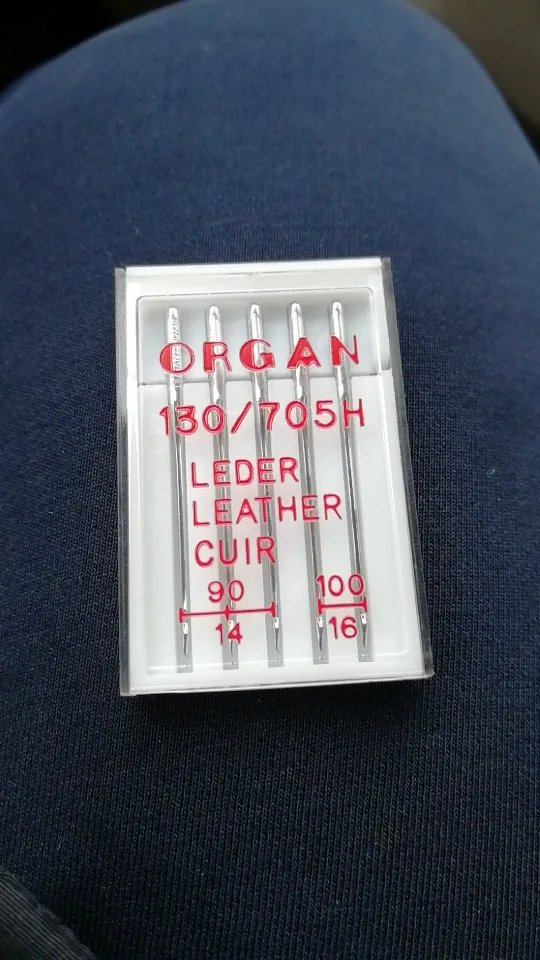 ORGAN
130/705H
LEDER
LEATHER
CUIR
90 100
14 16